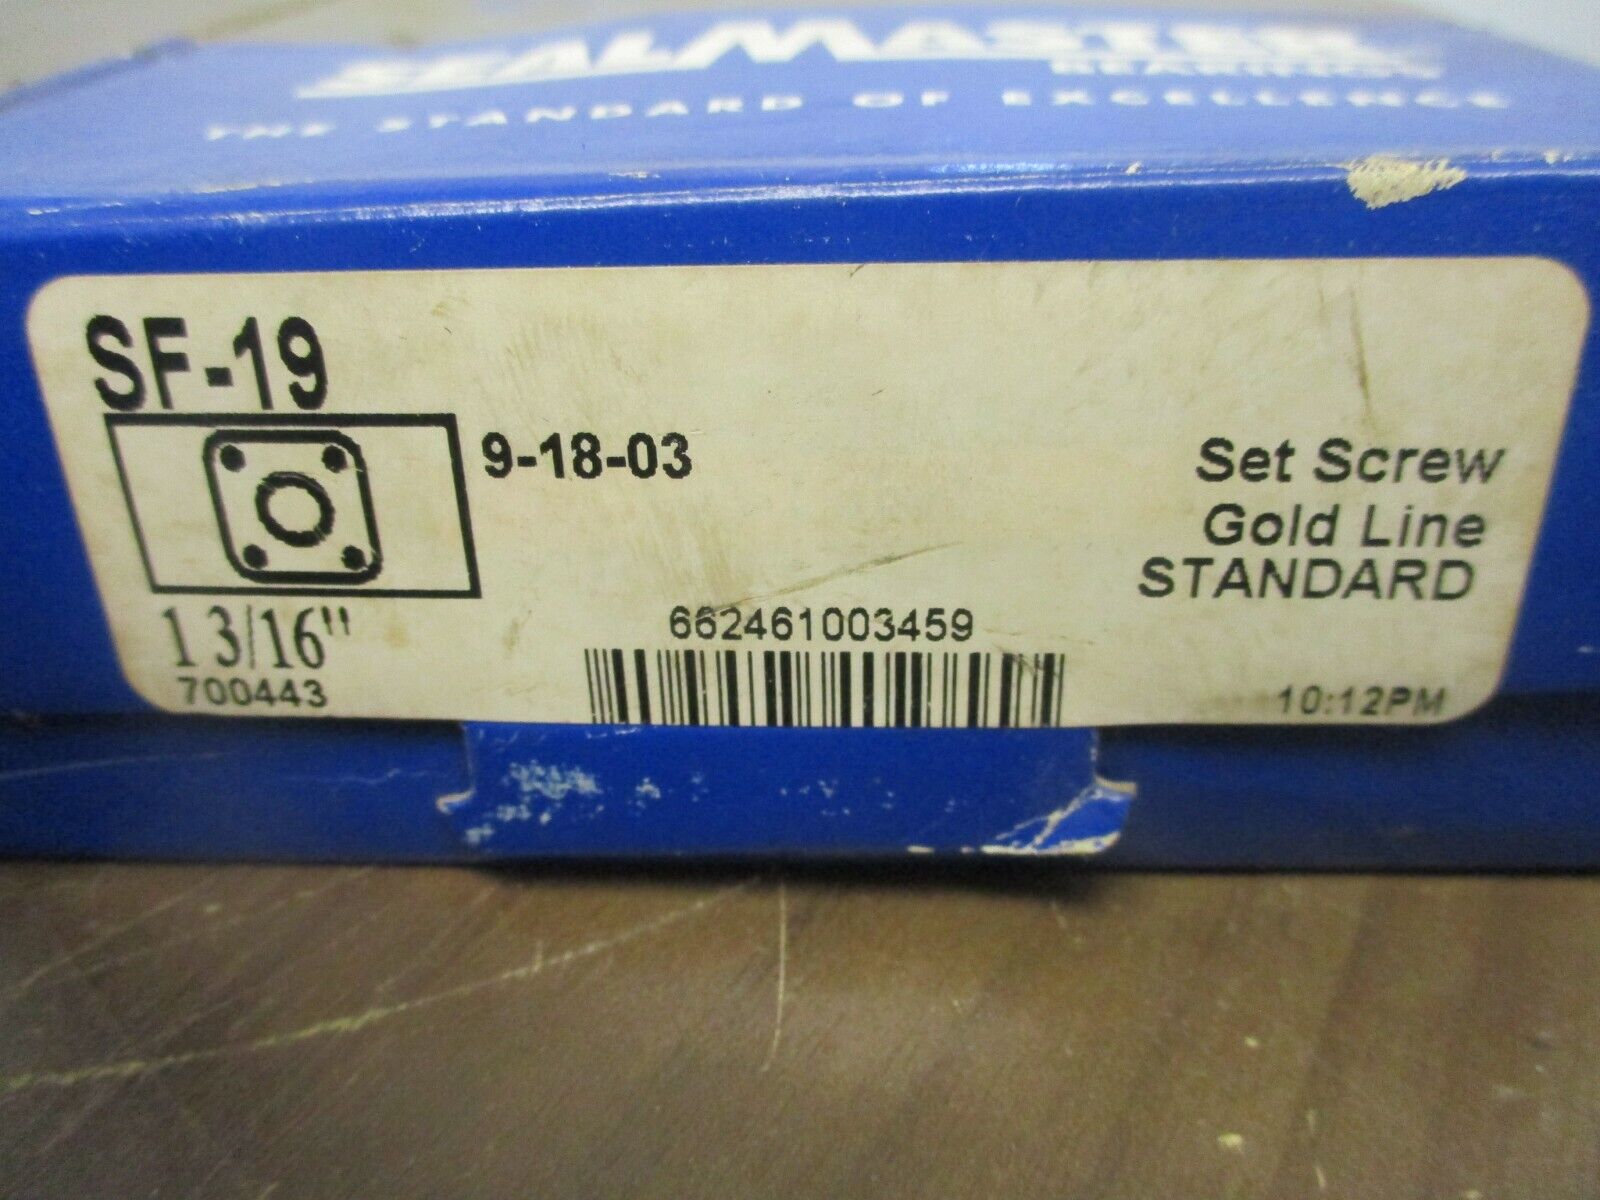 SEALMASTER
BEARINGS
THE STANDARD OF EXCELLENCE
SF-19
9-18-03
Set Screw
Gold Line
STANDARD
1 3/16"
700443
662461003459
10:12PM